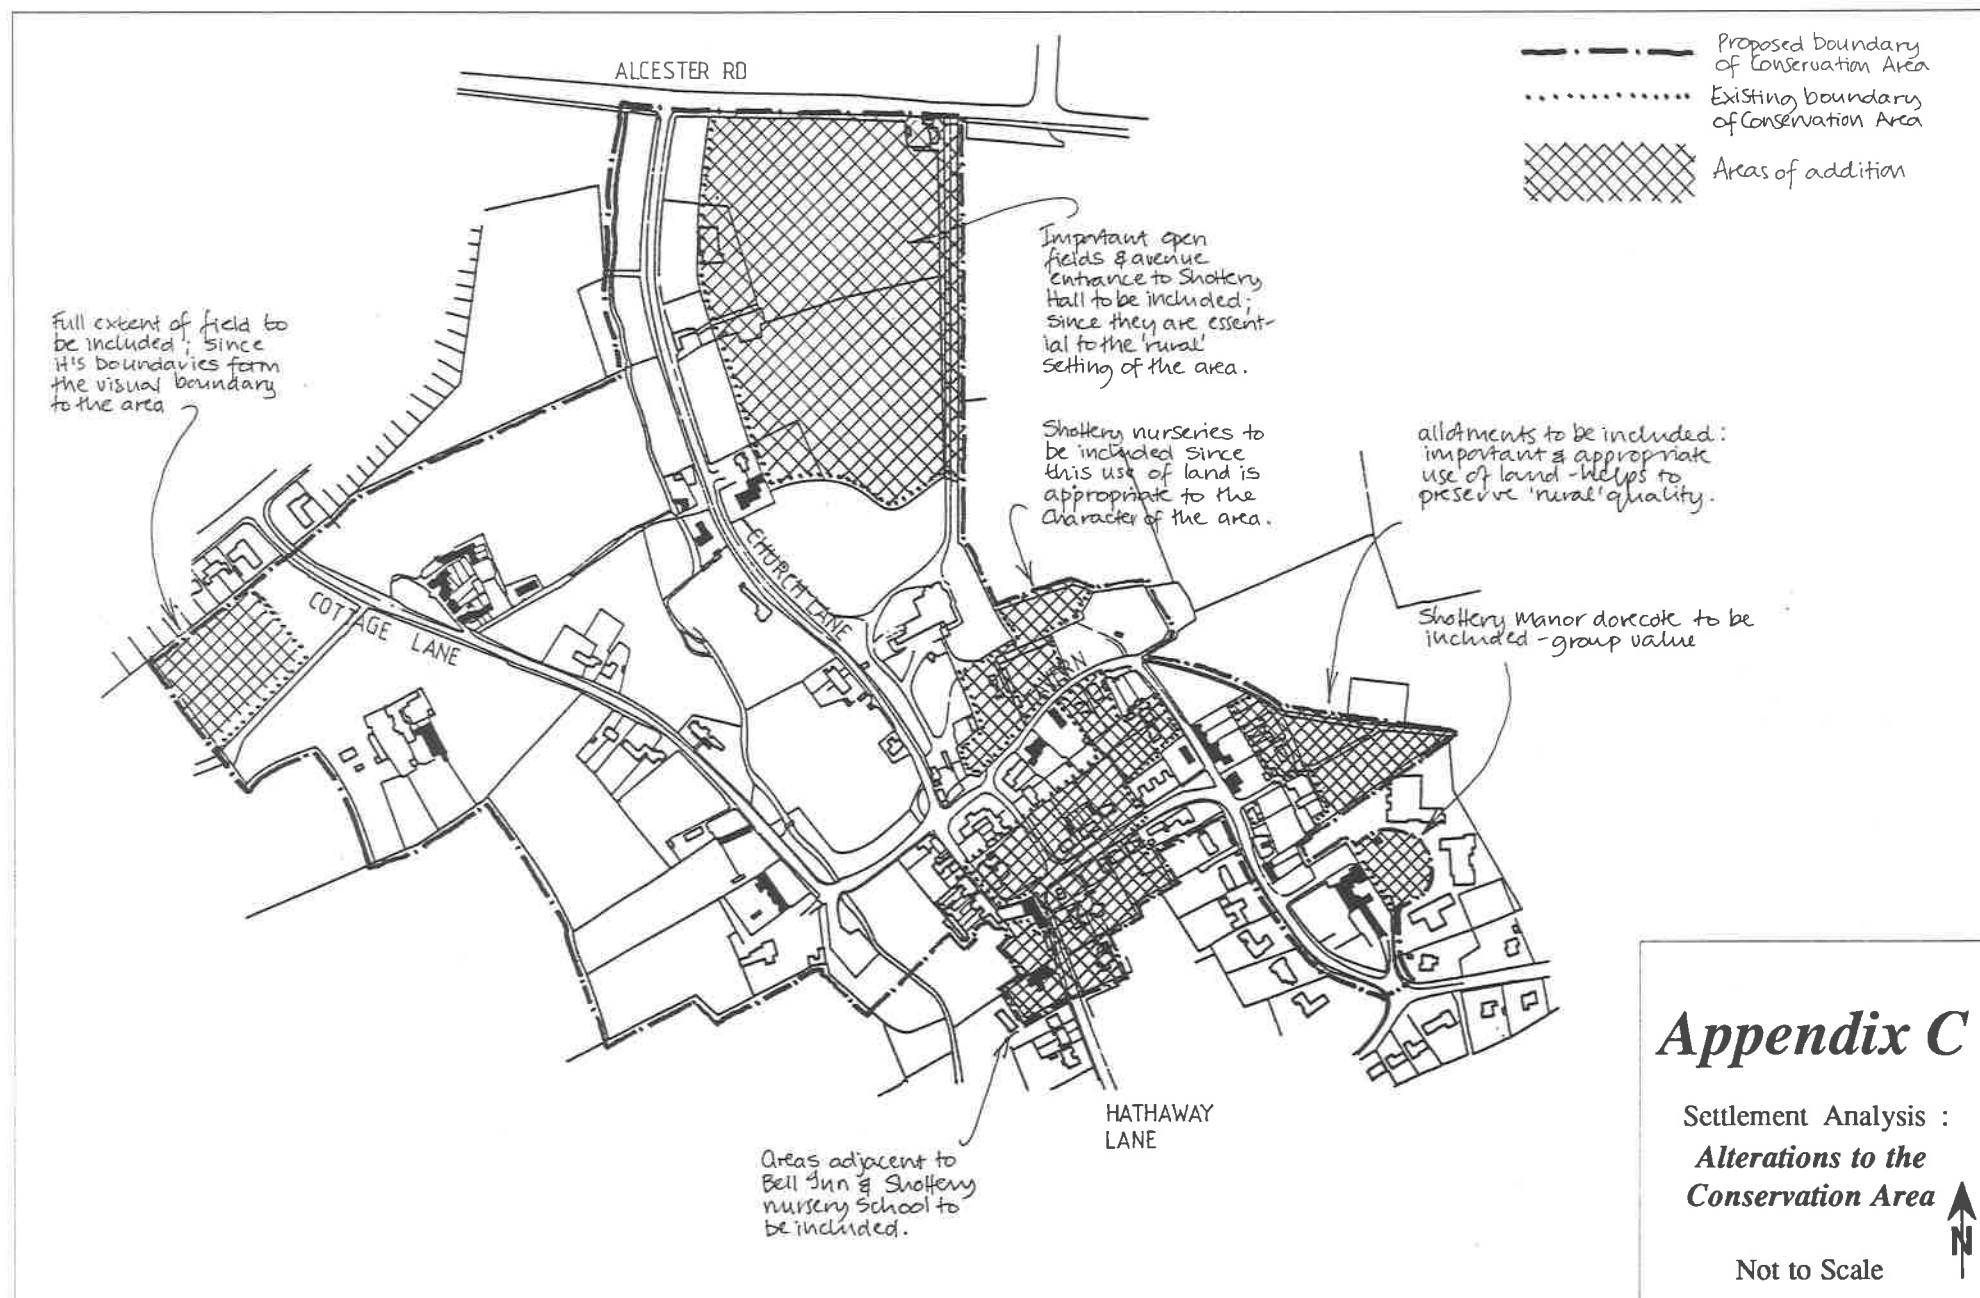 ALCESTER RD
Proposed boundary
of Conservation Area
Existing boundary
of Conservation Area
Areas of addition
Important open
fields & avenue
entrance to Shottery
Hall to be included;
since they are essent-
ial to the 'rural'
setting of the area.
Full extent of field to
be included; since
it's boundaries form
the visual boundary
to the area
Shottery nurseries to
be included since
this use of land is
appropriate to the
character of the area.
allotments to be included:
important & appropriate
use of land - helps to
preserve 'rural' quality.
CHURCH LANE
COTTAGE LANE
Shottery Manor dovecote to be
included - group value
HATHAWAY
LANE
Areas adjacent to
Bell Inn & Shottery
nursery school to
be included.
Appendix C
Settlement Analysis :
Alterations to the
Conservation Area
N
Not to Scale